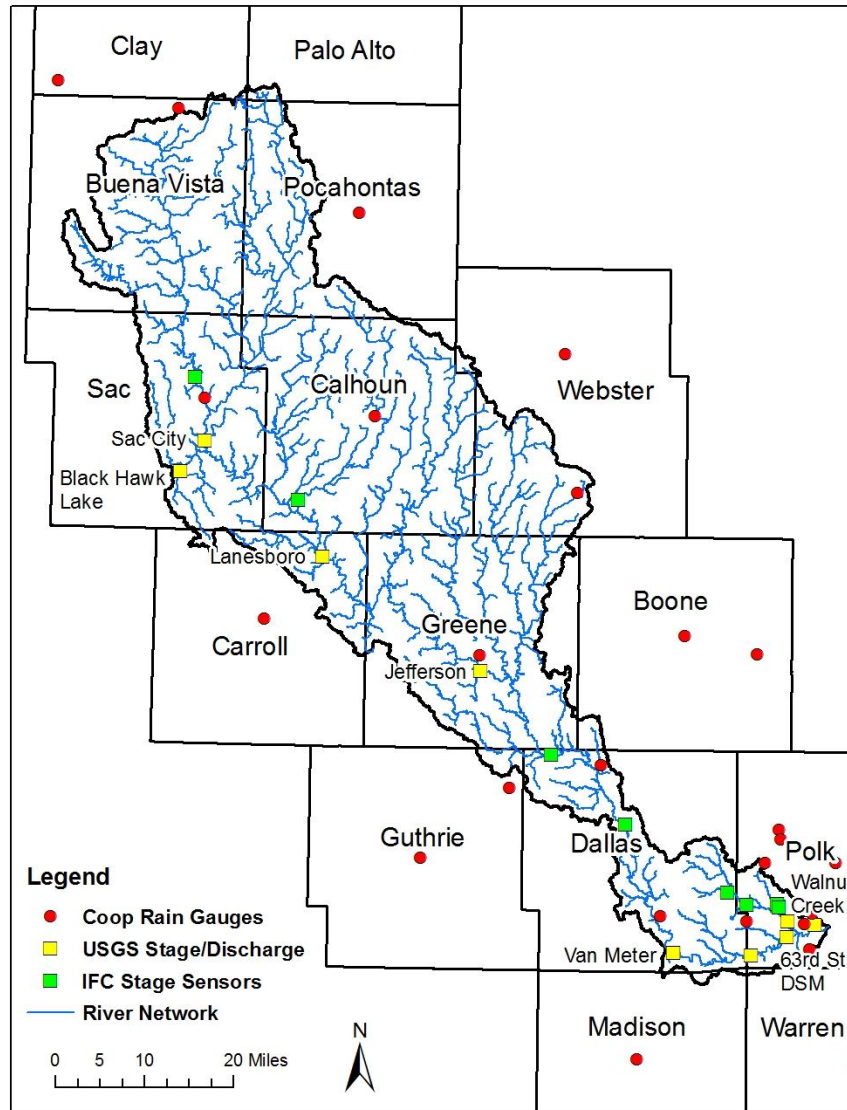 Clay
Palo Alto
Buena Vista
Pocahontas
Sac
Calhoun
Webster
Sac City
Black Hawk
Lake
Lanesboro
Carroll
Greene
Boone
Jefferson
Guthrie
Dallas
Polk
Walnu
Creek
Van Meter
63rd St
DSM
Madison
Warren
Legend
Coop Rain Gauges
USGS Stage/Discharge
IFC Stage Sensors
River Network
N
0 5 10 20 Miles